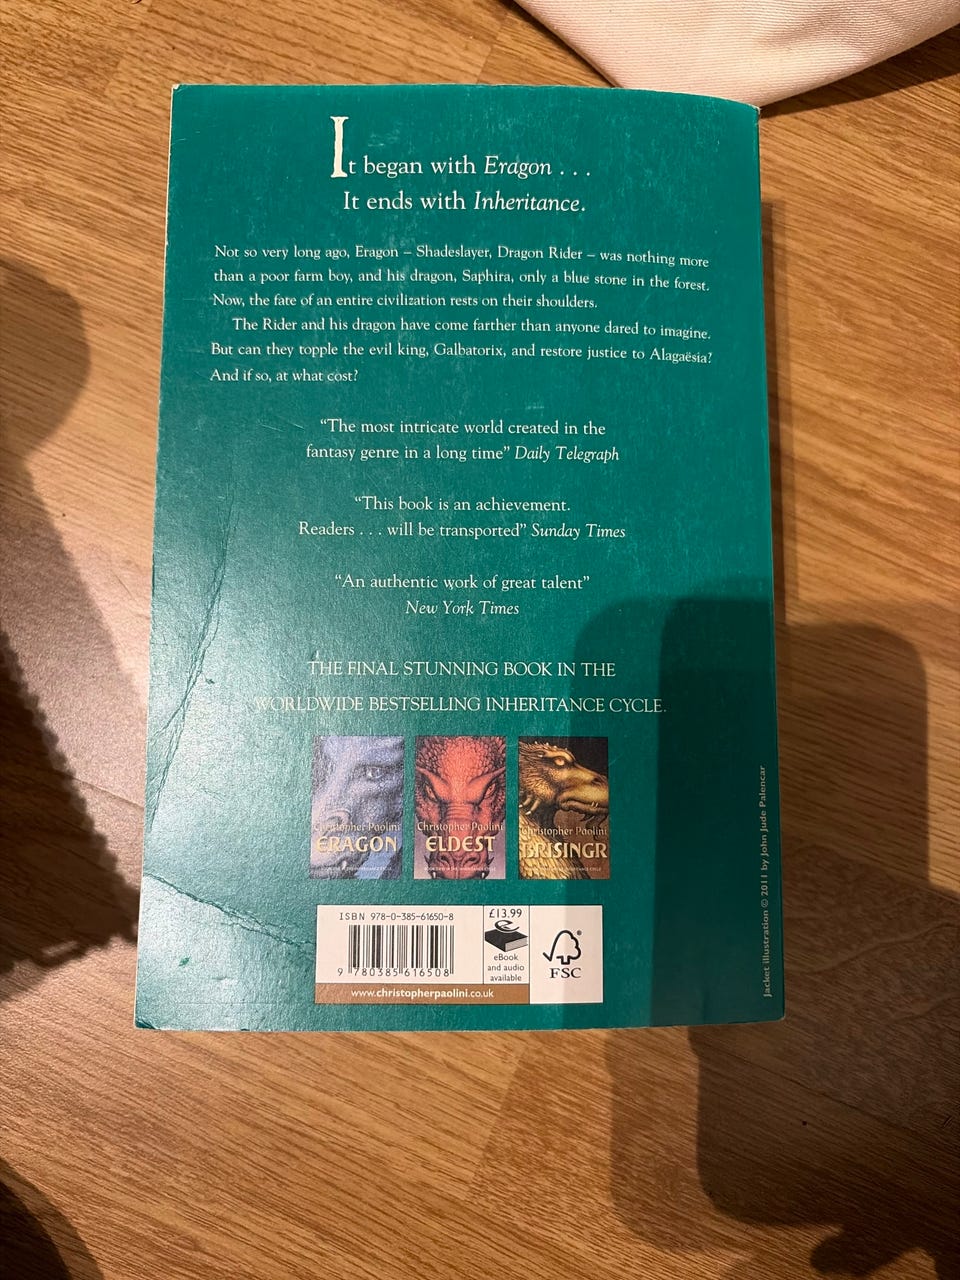 It began with Eragon . . .
It ends with Inheritance.
Not so very long ago, Eragon – Shadeslayer, Dragon Rider – was nothing more
than a poor farm boy, and his dragon, Saphira, only a blue stone in the forest.
Now, the fate of an entire civilization rests on their shoulders.
The Rider and his dragon have come farther than anyone dared to imagine.
But can they topple the evil king, Galbatorix, and restore justice to Alagaësia?
And if so, at what cost?
“The most intricate world created in the
fantasy genre in a long time” Daily Telegraph
“This book is an achievement.
Readers . . . will be transported” Sunday Times
“An authentic work of great talent”
New York Times
THE FINAL STUNNING BOOK IN THE
WORLDWIDE BESTSELLING INHERITANCE CYCLE.
Christopher Paolini
ERAGON
Christopher Paolini
ELDEST
Christopher Paolini
BRISINGR
ISBN 978-0-385-61650-8
9 780385 616508
£13.99
eBook
and audio
available
FSC
www.christopherpaolini.co.uk
Jacket illustration © 2011 by John Jude Palencar